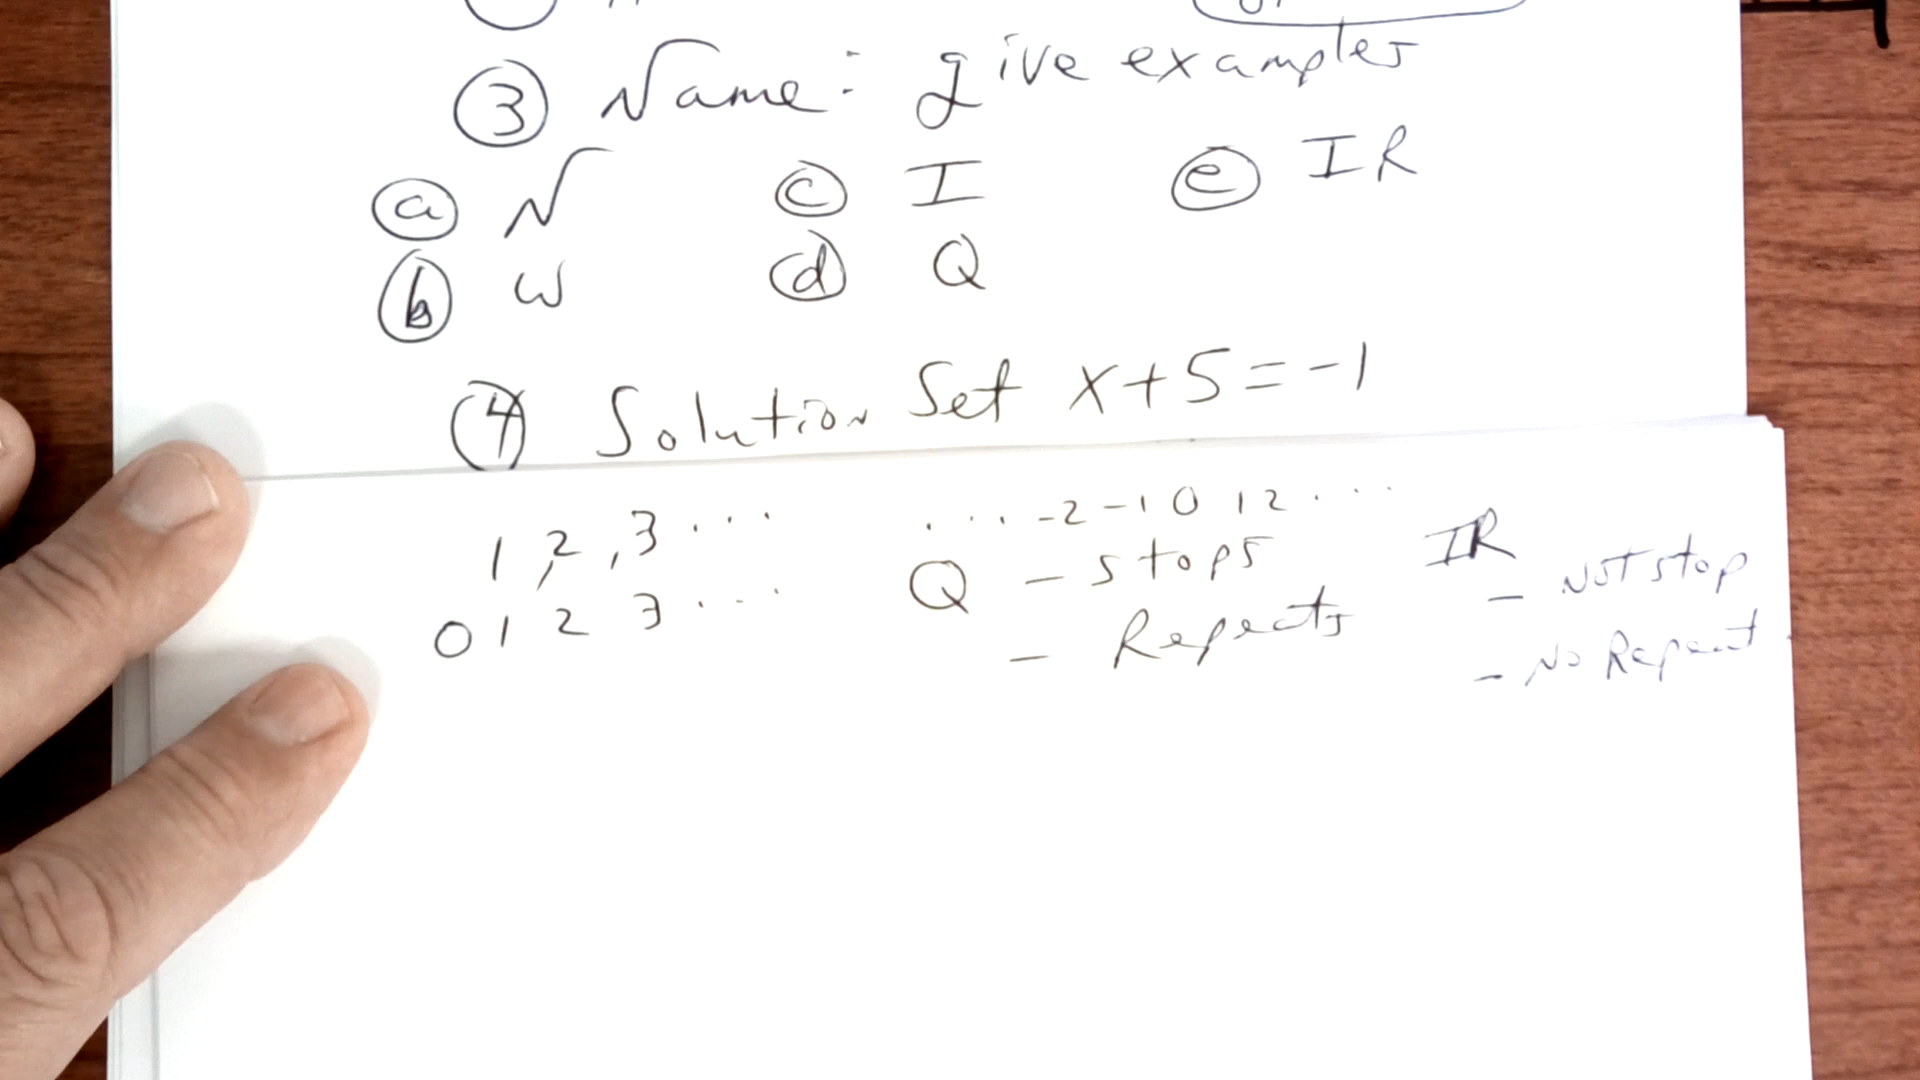 ③ Name: give examples
ⓐ N ⓒ I ⓔ IR
ⓑ W ⓓ Q
④ Solution Set x+5=-1
1, 2, 3 ... ... -2 -1 0 1 2 ...
0 1 2 3 ... Q - stops IR - Not stop
- Repeats - No Repeat